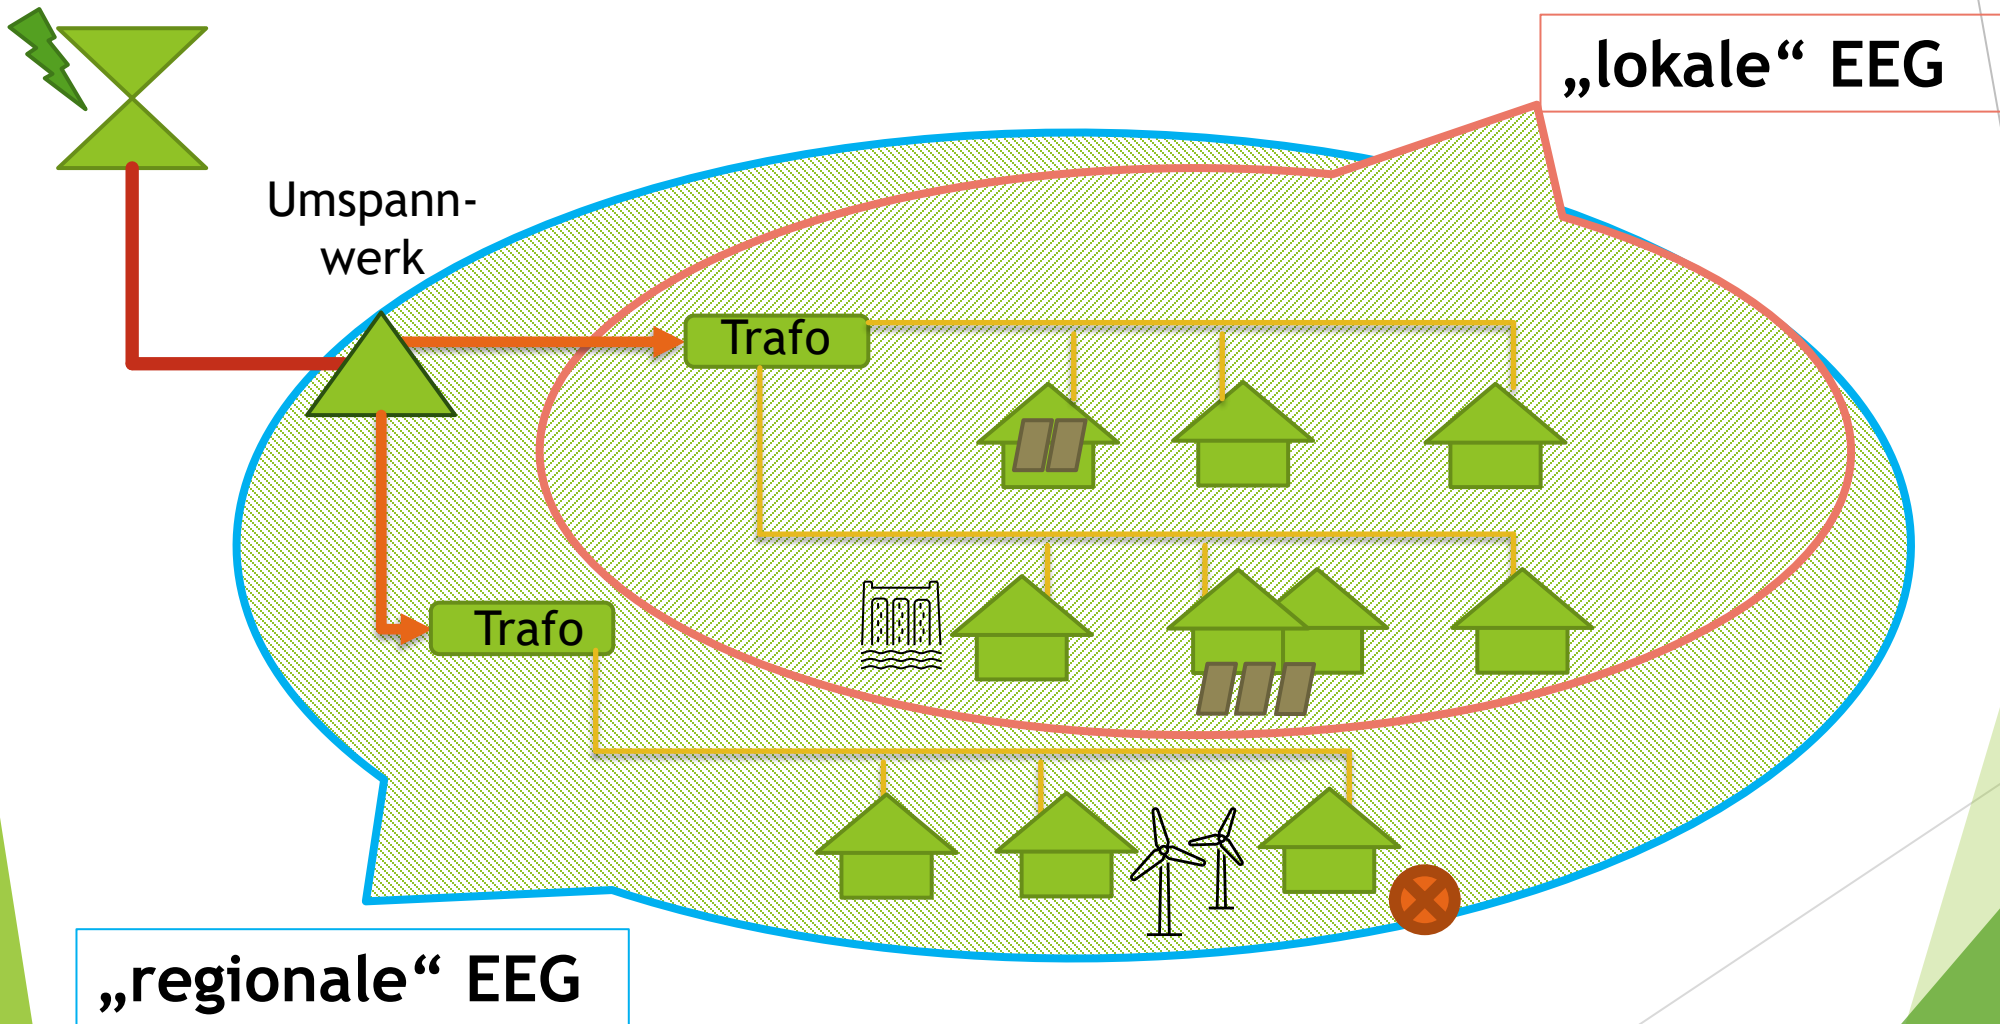 „lokale“ EEG
Umspann-
werk
Trafo
Trafo
„regionale“ EEG